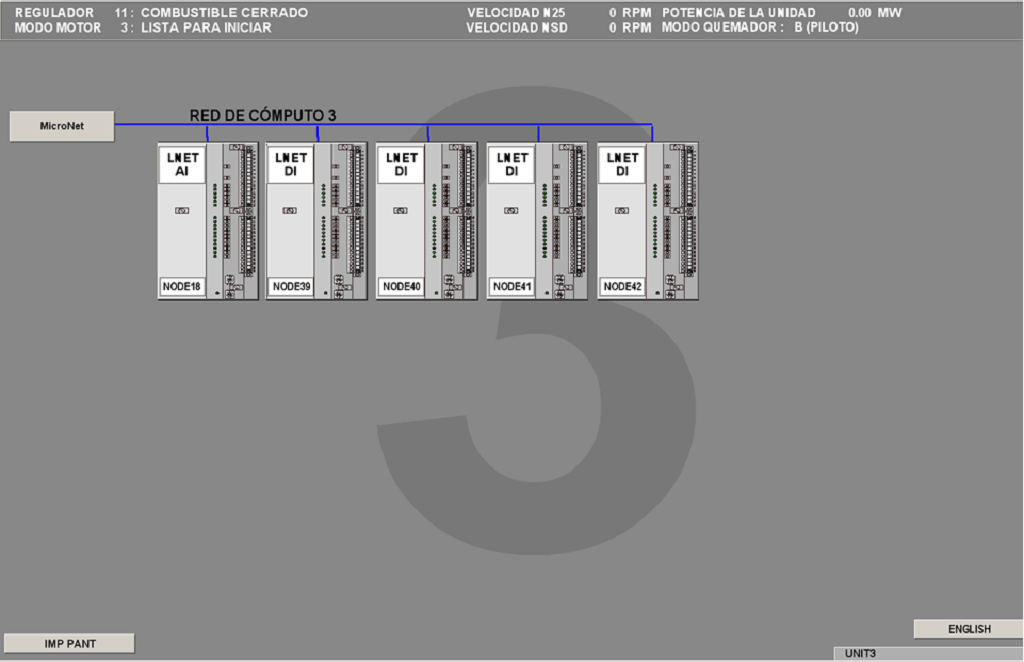 REGULADOR 11: COMBUSTIBLE CERRADO VELOCIDAD N25 0 RPM POTENCIA DE LA UNIDAD 0.00 MW
MODO MOTOR 3: LISTA PARA INICIAR VELOCIDAD NSD 0 RPM MODO QUEMADOR: B (PILOTO)
RED DE CÓMPUTO 3
MicroNet
LNET LNET LNET LNET LNET
AI DI DI DI DI
NODE18 NODE39 NODE40 NODE41 NODE42
3
ENGLISH
IMP PANT
UNIT3